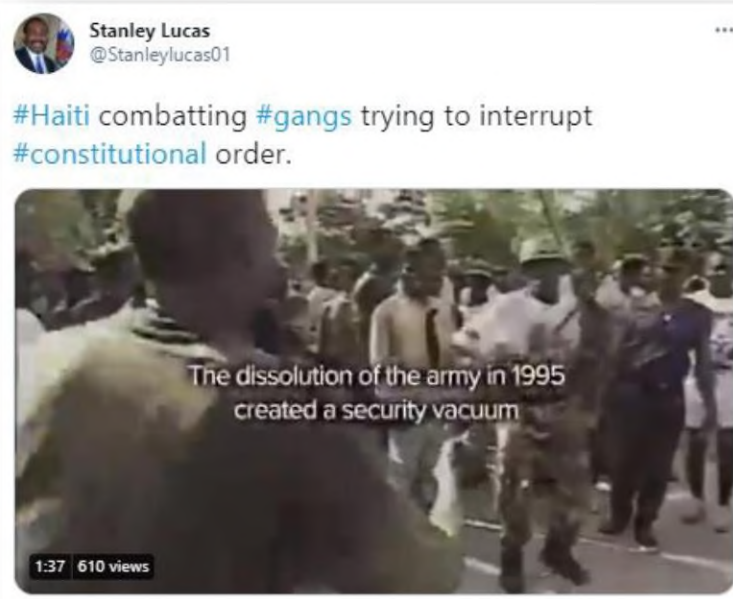 Stanley Lucas
@Stanleylucas01
#Haiti combatting #gangs trying to interrupt
#constitutional order.
The dissolution of the army in 1995
created a security vacuum
1:37 610 views